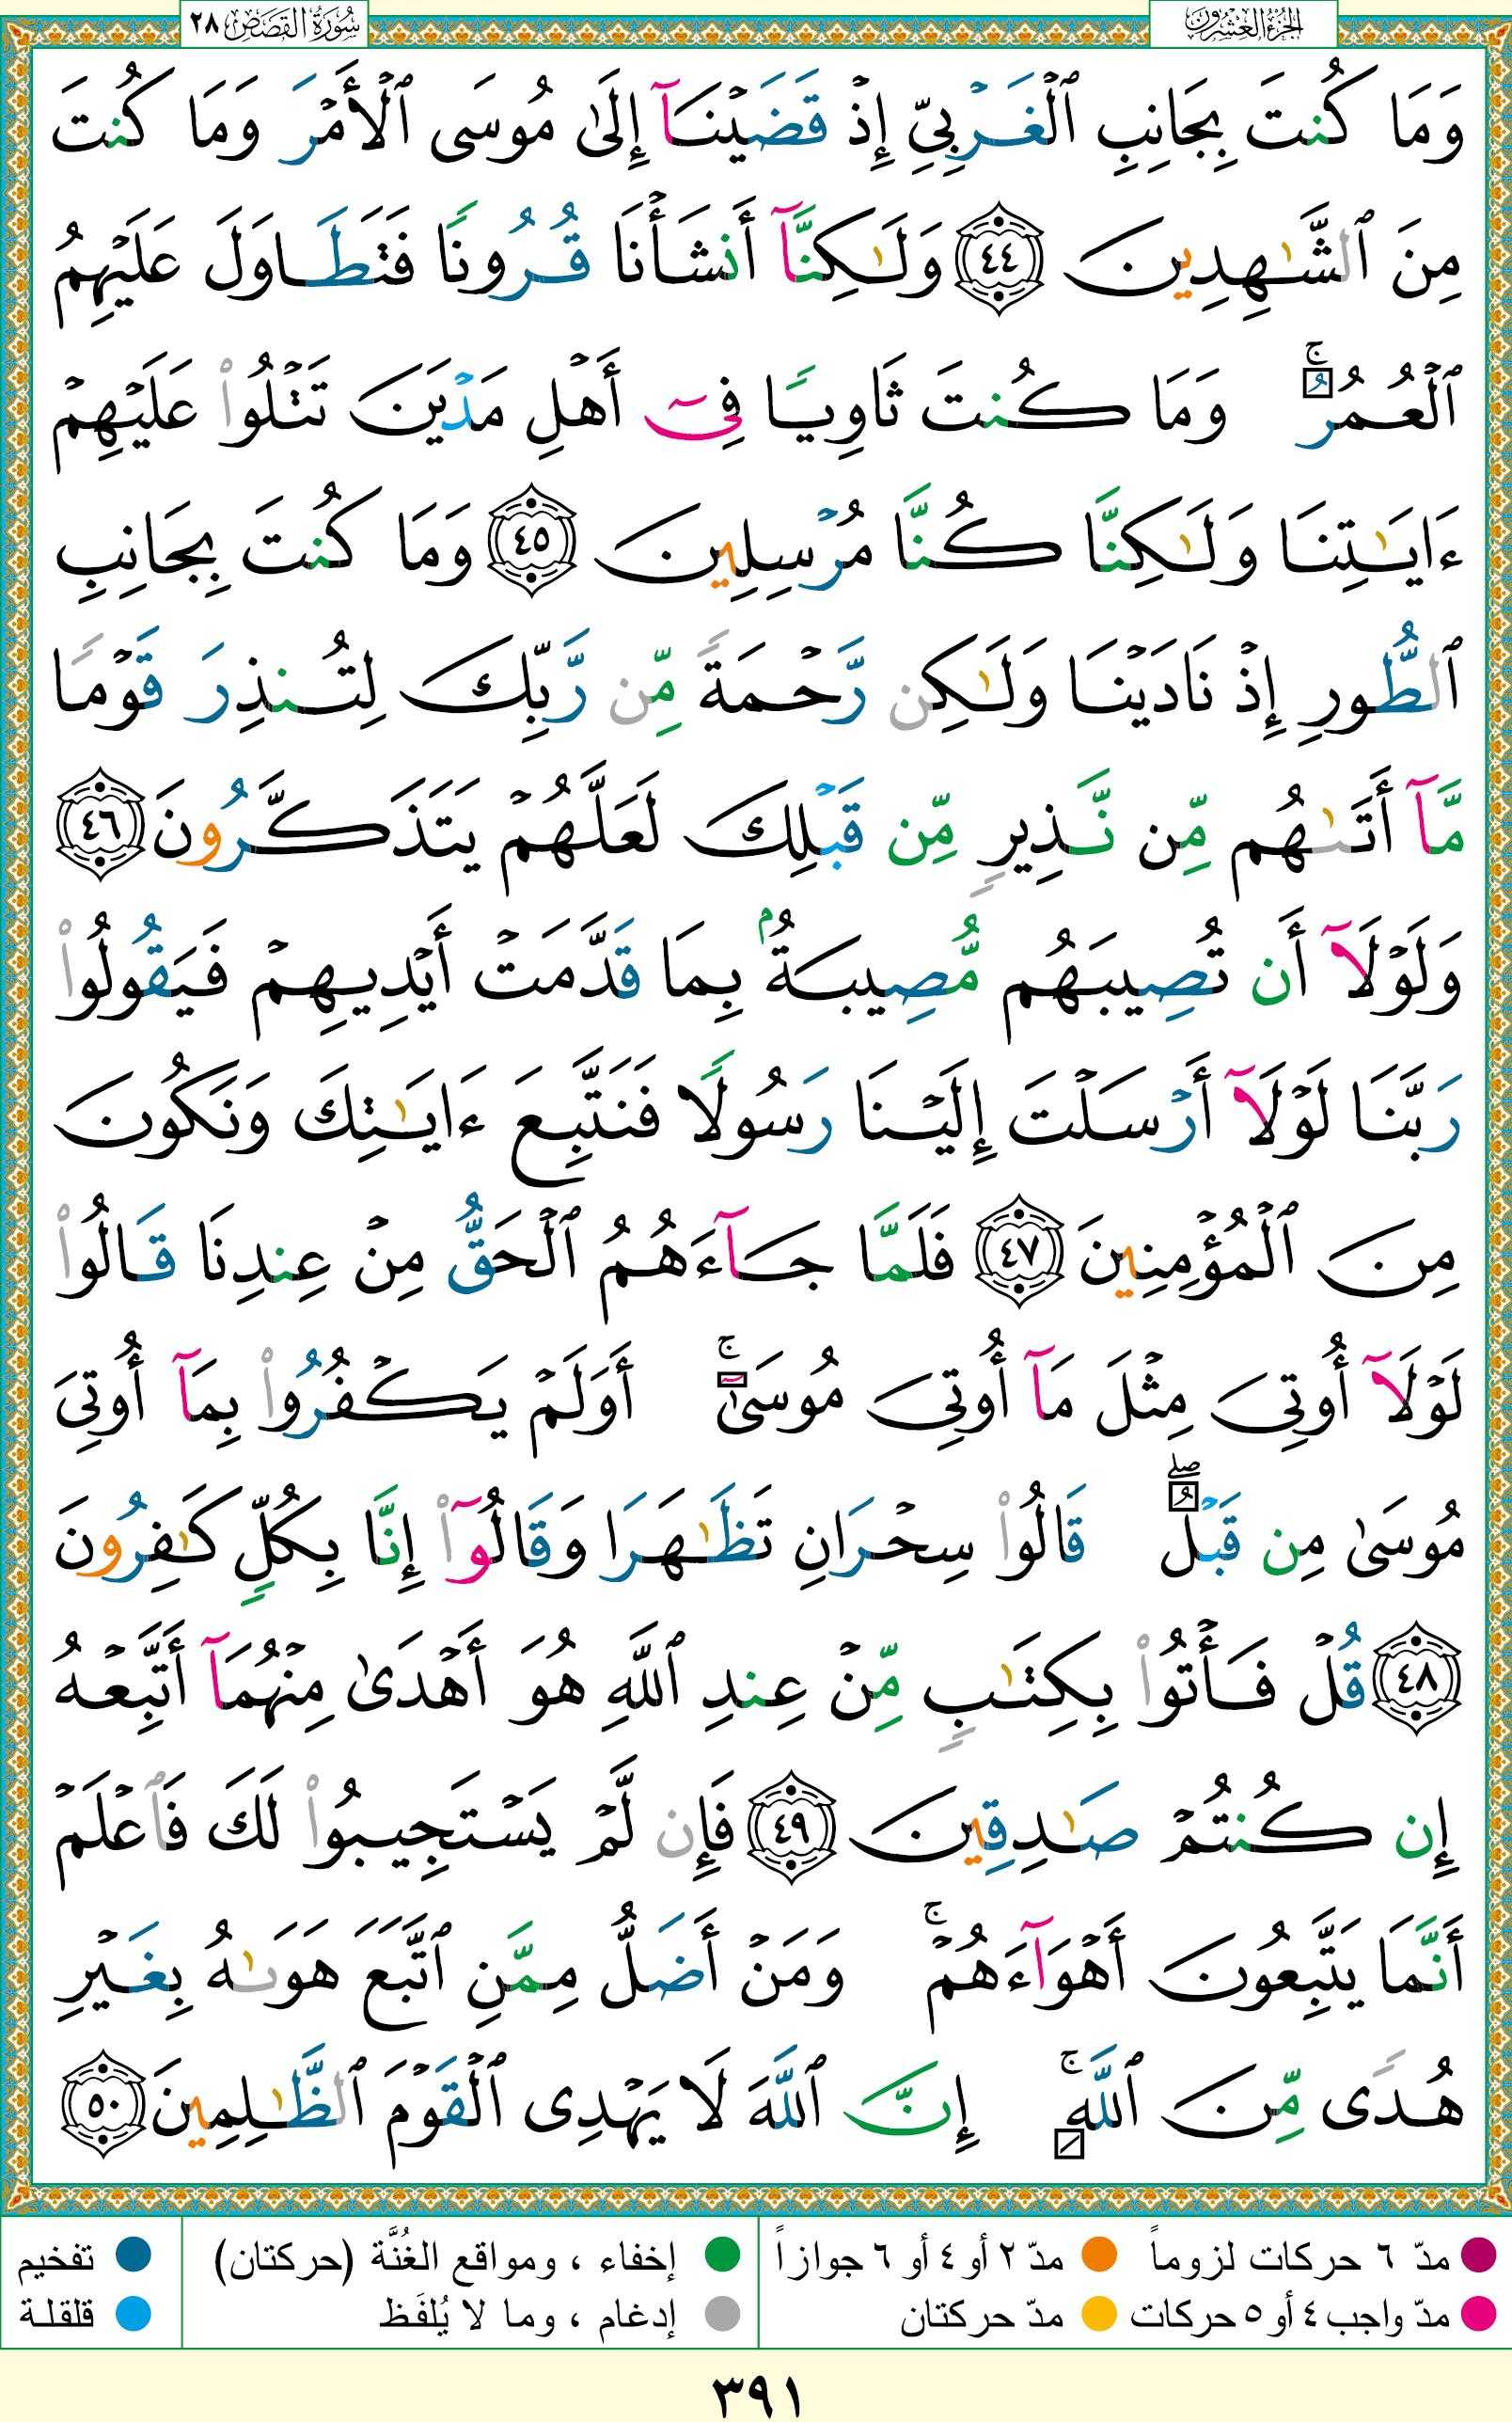 الجزء العشرون
سورة القصص ٢٨
وَمَا كُنتَ بِجَانِبِ ٱلْغَرْبِىِّ إِذْ قَضَيْنَآ إِلَىٰ مُوسَى ٱلْأَمْرَ وَمَا كُنتَ
مِنَ ٱلشَّـٰهِدِينَ ٤٤ وَلَـٰكِنَّآ أَنشَأْنَا قُرُونًا فَتَطَاوَلَ عَلَيْهِمُ
ٱلْعُمُرُ ۚ وَمَا كُنتَ ثَاوِيًا فِىٓ أَهْلِ مَدْيَنَ تَتْلُوا۟ عَلَيْهِمْ
ءَايَـٰتِنَا وَلَـٰكِنَّا كُنَّا مُرْسِلِينَ ٤٥ وَمَا كُنتَ بِجَانِبِ
ٱلطُّورِ إِذْ نَادَيْنَا وَلَـٰكِن رَّحْمَةً مِّن رَّبِّكَ لِتُنذِرَ قَوْمًا
مَّآ أَتَىٰهُم مِّن نَّذِيرٍ مِّن قَبْلِكَ لَعَلَّهُمْ يَتَذَكَّرُونَ ٤٦
وَلَوْلَآ أَن تُصِيبَهُم مُّصِيبَةٌۢ بِمَا قَدَّمَتْ أَيْدِيهِمْ فَيَقُولُوا۟
رَبَّنَا لَوْلَآ أَرْسَلْتَ إِلَيْنَا رَسُولًا فَنَتَّبِعَ ءَايَـٰتِكَ وَنَكُونَ
مِنَ ٱلْمُؤْمِنِينَ ٤٧ فَلَمَّا جَآءَهُمُ ٱلْحَقُّ مِنْ عِندِنَا قَالُوا۟
لَوْلَآ أُوتِىَ مِثْلَ مَآ أُوتِىَ مُوسَىٰٓ ۚ أَوَلَمْ يَكْفُرُوا۟ بِمَآ أُوتِىَ
مُوسَىٰ مِن قَبْلُ ۖ قَالُوا۟ سِحْرَانِ تَظَـٰهَرَا وَقَالُوٓا۟ إِنَّا بِكُلٍّ كَـٰفِرُونَ
٤٨ قُلْ فَأْتُوا۟ بِكِتَـٰبٍ مِّنْ عِندِ ٱللَّهِ هُوَ أَهْدَىٰ مِنْهُمَآ أَتَّبِعْهُ
إِن كُنتُمْ صَـٰدِقِينَ ٤٩ فَإِن لَّمْ يَسْتَجِيبُوا۟ لَكَ فَٱعْلَمْ
أَنَّمَا يَتَّبِعُونَ أَهْوَآءَهُمْ ۚ وَمَنْ أَضَلُّ مِمَّنِ ٱتَّبَعَ هَوَىٰهُ بِغَيْرِ
هُدًى مِّنَ ٱللَّهِ ۚ إِنَّ ٱللَّهَ لَا يَهْدِى ٱلْقَوْمَ ٱلظَّـٰلِمِينَ ٥٠
مدّ ٦ حركات لزوماً مدّ ٢ أو ٤ أو ٦ جوازاً إخفاء ، ومواقع الغُنَّة (حركتان) تفخيم
مدّ واجب ٤ أو ٥ حركات مدّ حركتان إدغام ، وما لا يُلفَظ قلقلة
٣٩١